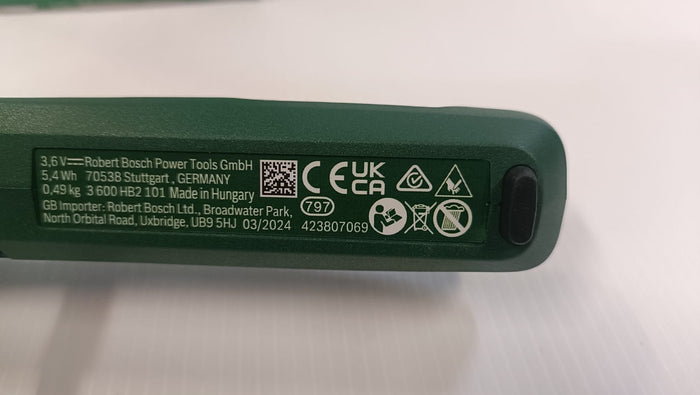 3,6 V⎓ Robert Bosch Power Tools GmbH
5,4 Wh 70538 Stuttgart , GERMANY
0,49 kg 3 600 HB2 101 Made in Hungary
GB Importer: Robert Bosch Ltd., Broadwater Park,
North Orbital Road, Uxbridge, UB9 5HJ 03/2024 423807069
CE UK
CA
797